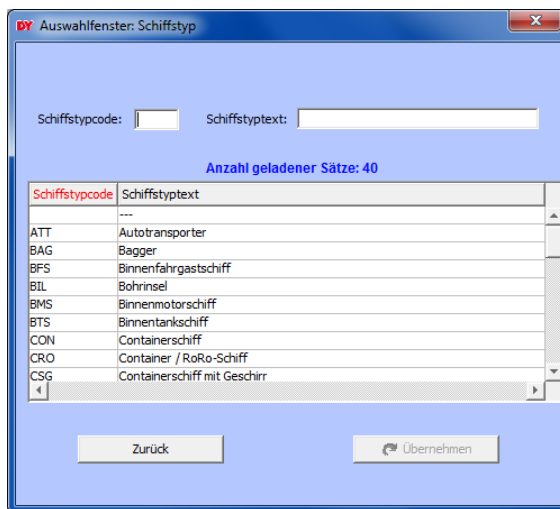 DY Auswahlfenster: Schiffstyp
Schiffstypcode: Schiffstyptext:
Anzahl geladener Sätze: 40
Schiffstypcode Schiffstyptext
---
ATT Autotransporter
BAG Bagger
BFS Binnenfahrgastschiff
BIL Bohrinsel
BMS Binnenmotorschiff
BTS Binnentankschiff
CON Containerschiff
CRO Container / RoRo-Schiff
CSG Containerschiff mit Geschirr
Zurück Übernehmen